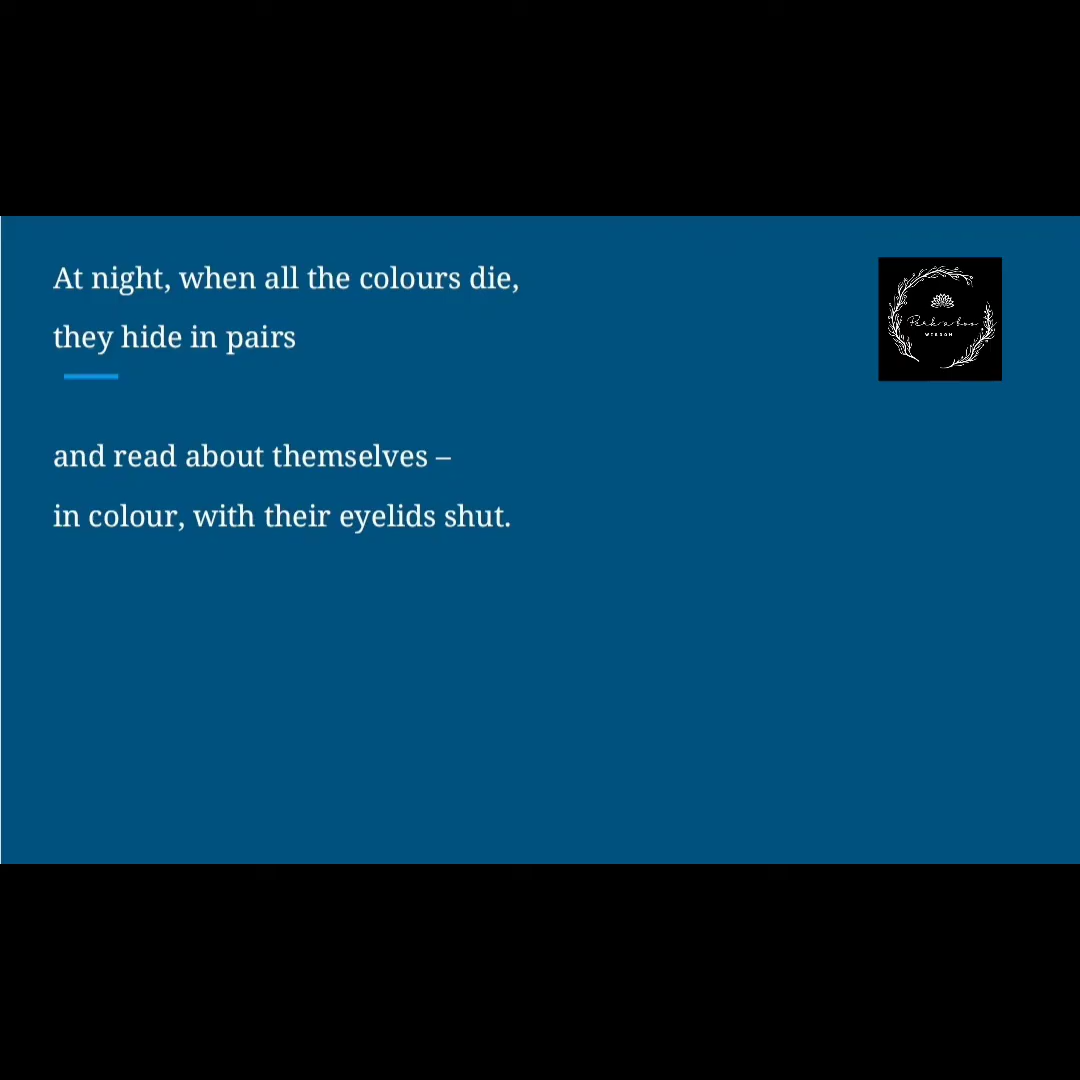 At night, when all the colours die,
they hide in pairs
and read about themselves –
in colour, with their eyelids shut.
WISDOM